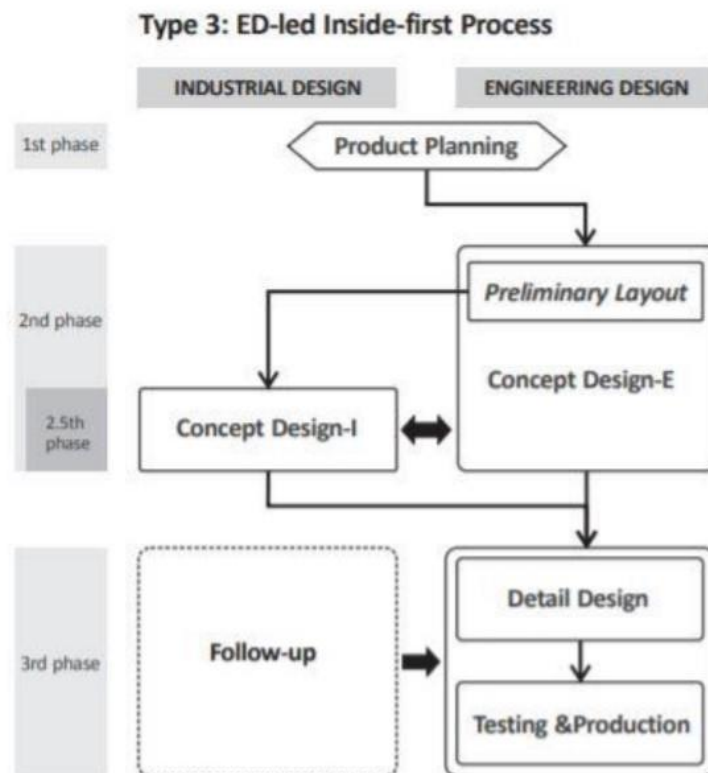 Type 3: ED-led Inside-first Process
INDUSTRIAL DESIGN
ENGINEERING DESIGN
1st phase
Product Planning
2nd phase
Preliminary Layout
Concept Design-E
2.5th
phase
Concept Design-I
3rd phase
Follow-up
Detail Design
Testing &Production